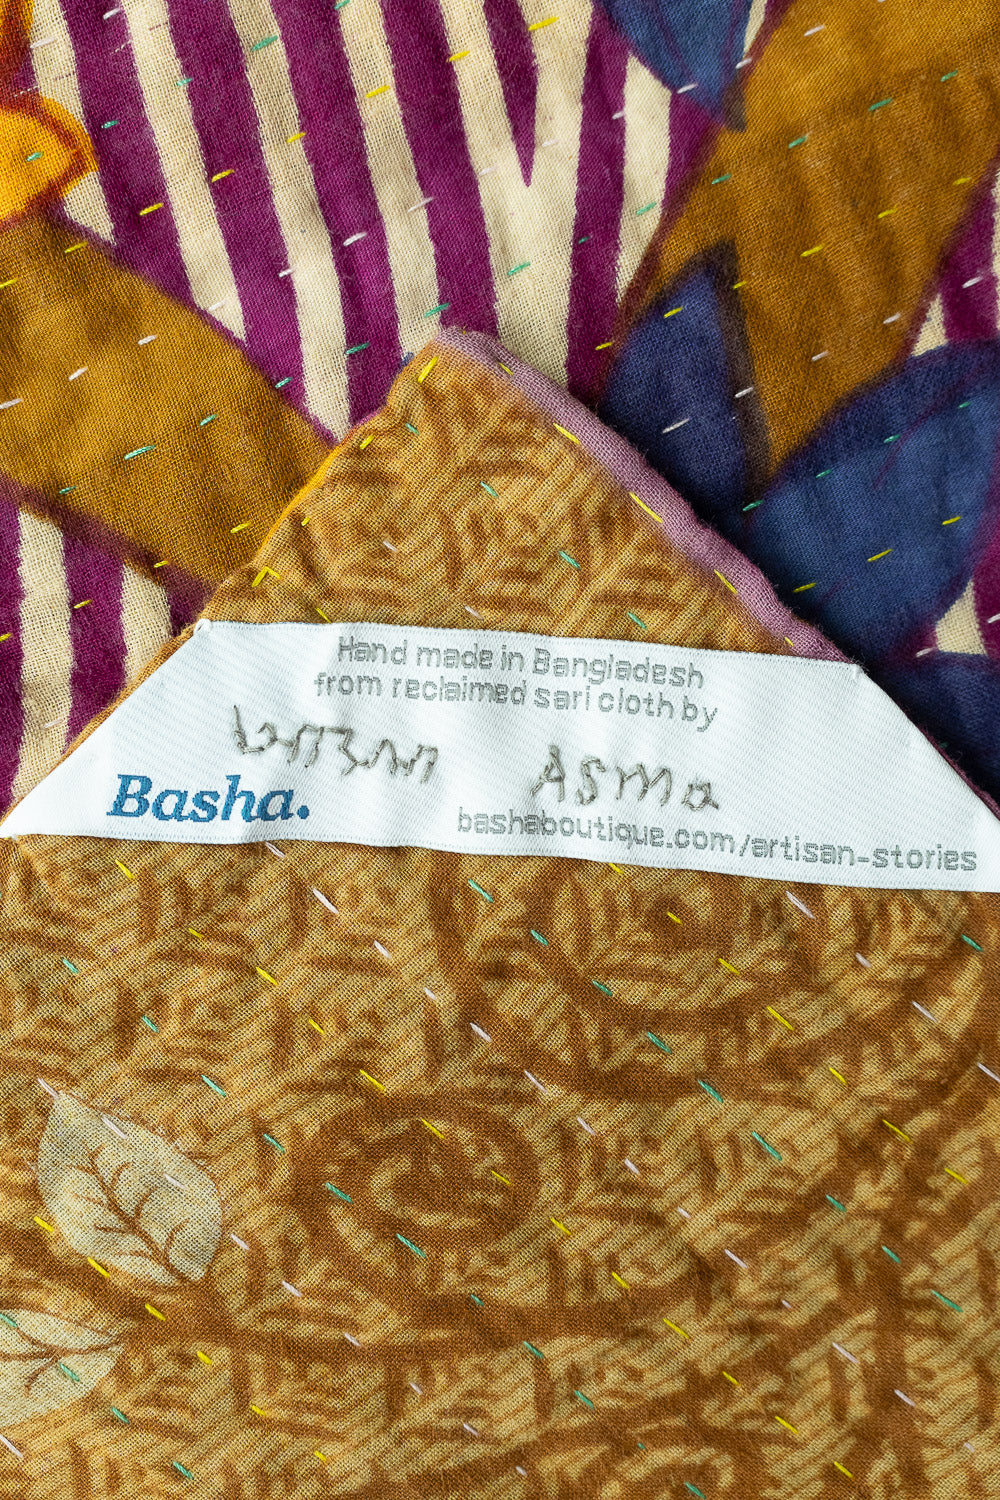 Hand made in Bangladesh
from reclaimed sari cloth by
Asma
Basha.
bashaboutique.com/artisan-stories